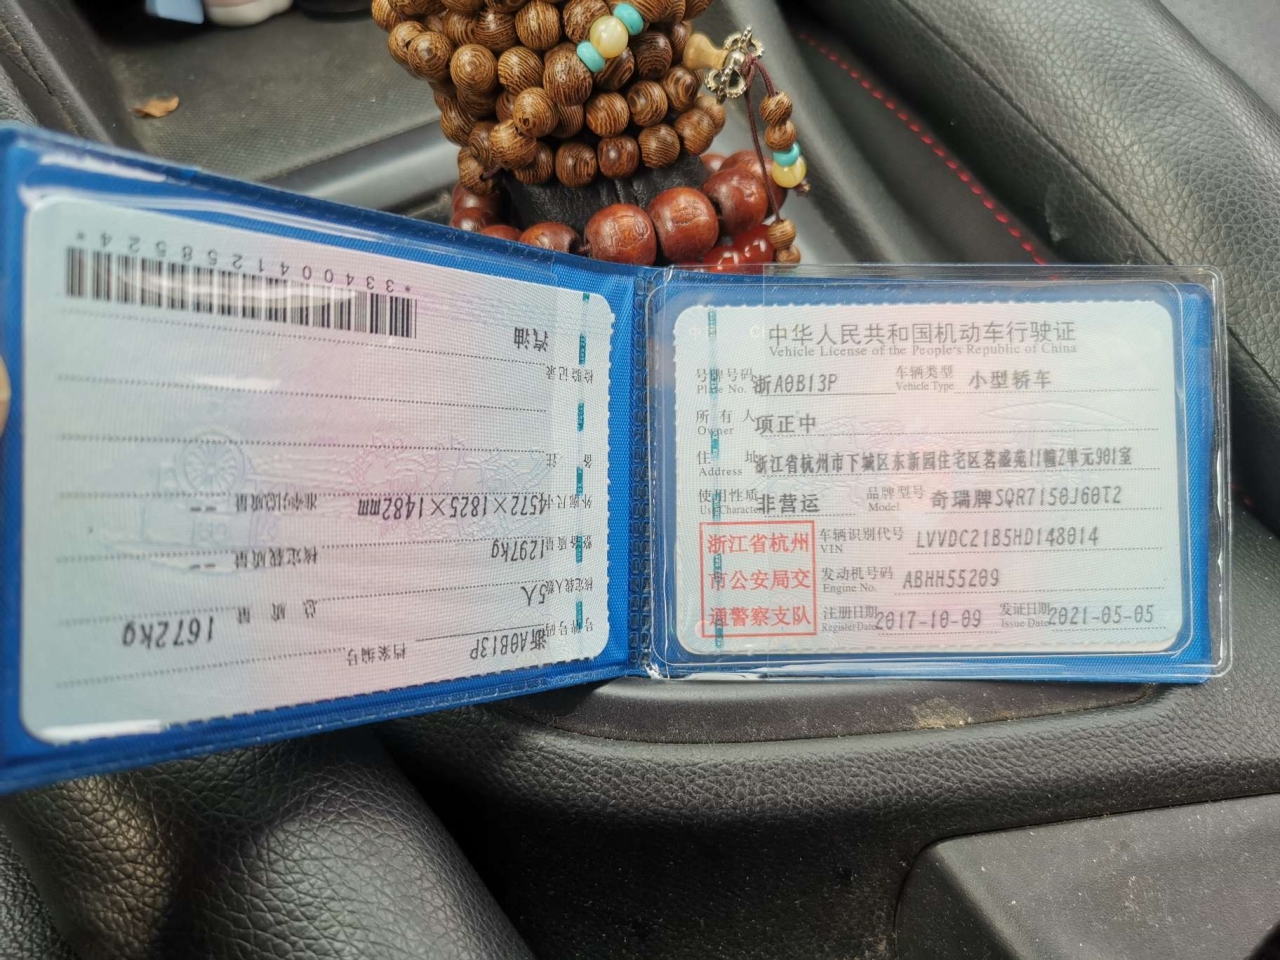 中华人民共和国机动车行驶证
Vehicle License of the People's Republic of China
号牌号码 浙A0B13P 车辆类型 小型轿车
Plate No. Vehicle Type
所有人 项正中
Owner
住址 浙江省杭州市下城区东新园住宅区茗盛苑11幢2单元901室
Address
使用性质 非营运 品牌型号 奇瑞牌SQR7150J60T2
Use Character Model
浙江省杭州
市公安局交
通警察支队
车辆识别代号 LVVDC21B5HD148014
VIN
发动机号码 ABHH55209
Engine No.
注册日期 2017-10-09 发证日期 2021-05-05
Register Date Issue Date
号牌号码 浙A0B13P 档案编号
核定载人数 5人 总质量 1672kg
整备质量 1297kg 核定载质量 --
外廓尺寸 4572×1825×1482mm 准牵引总质量 --
备注
检验记录
汽油
*3340041258524*